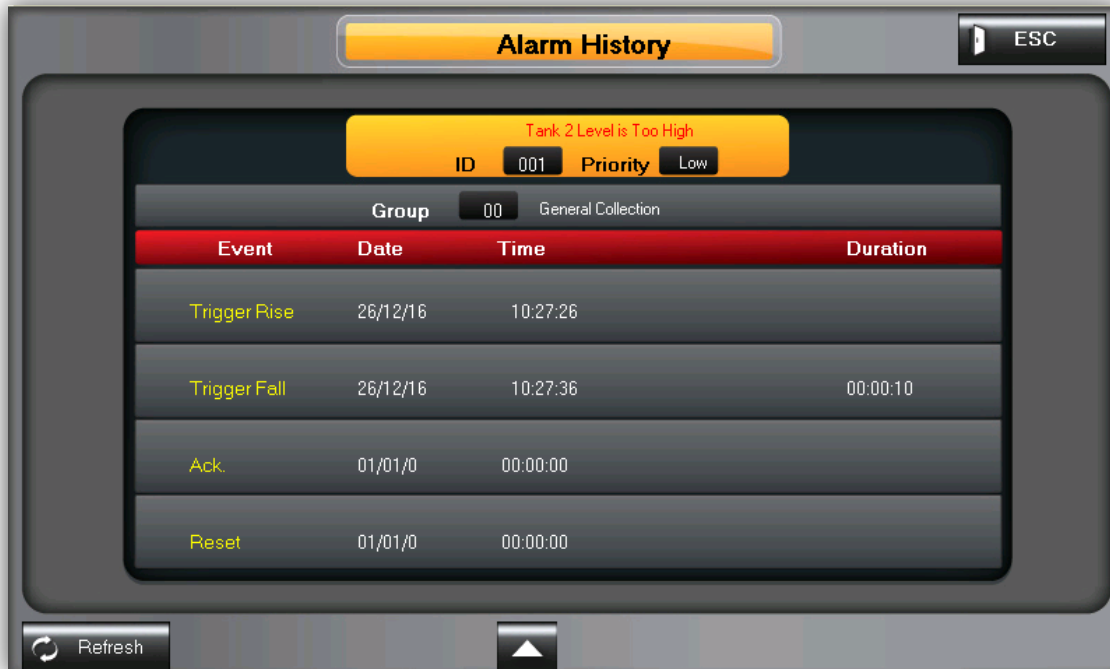 Alarm History
ESC
Tank 2 Level is Too High
ID 001 Priority Low
Group 00 General Collection
Event Date Time Duration
Trigger Rise 26/12/16 10:27:26
Trigger Fall 26/12/16 10:27:36 00:00:10
Ack. 01/01/0 00:00:00
Reset 01/01/0 00:00:00
Refresh